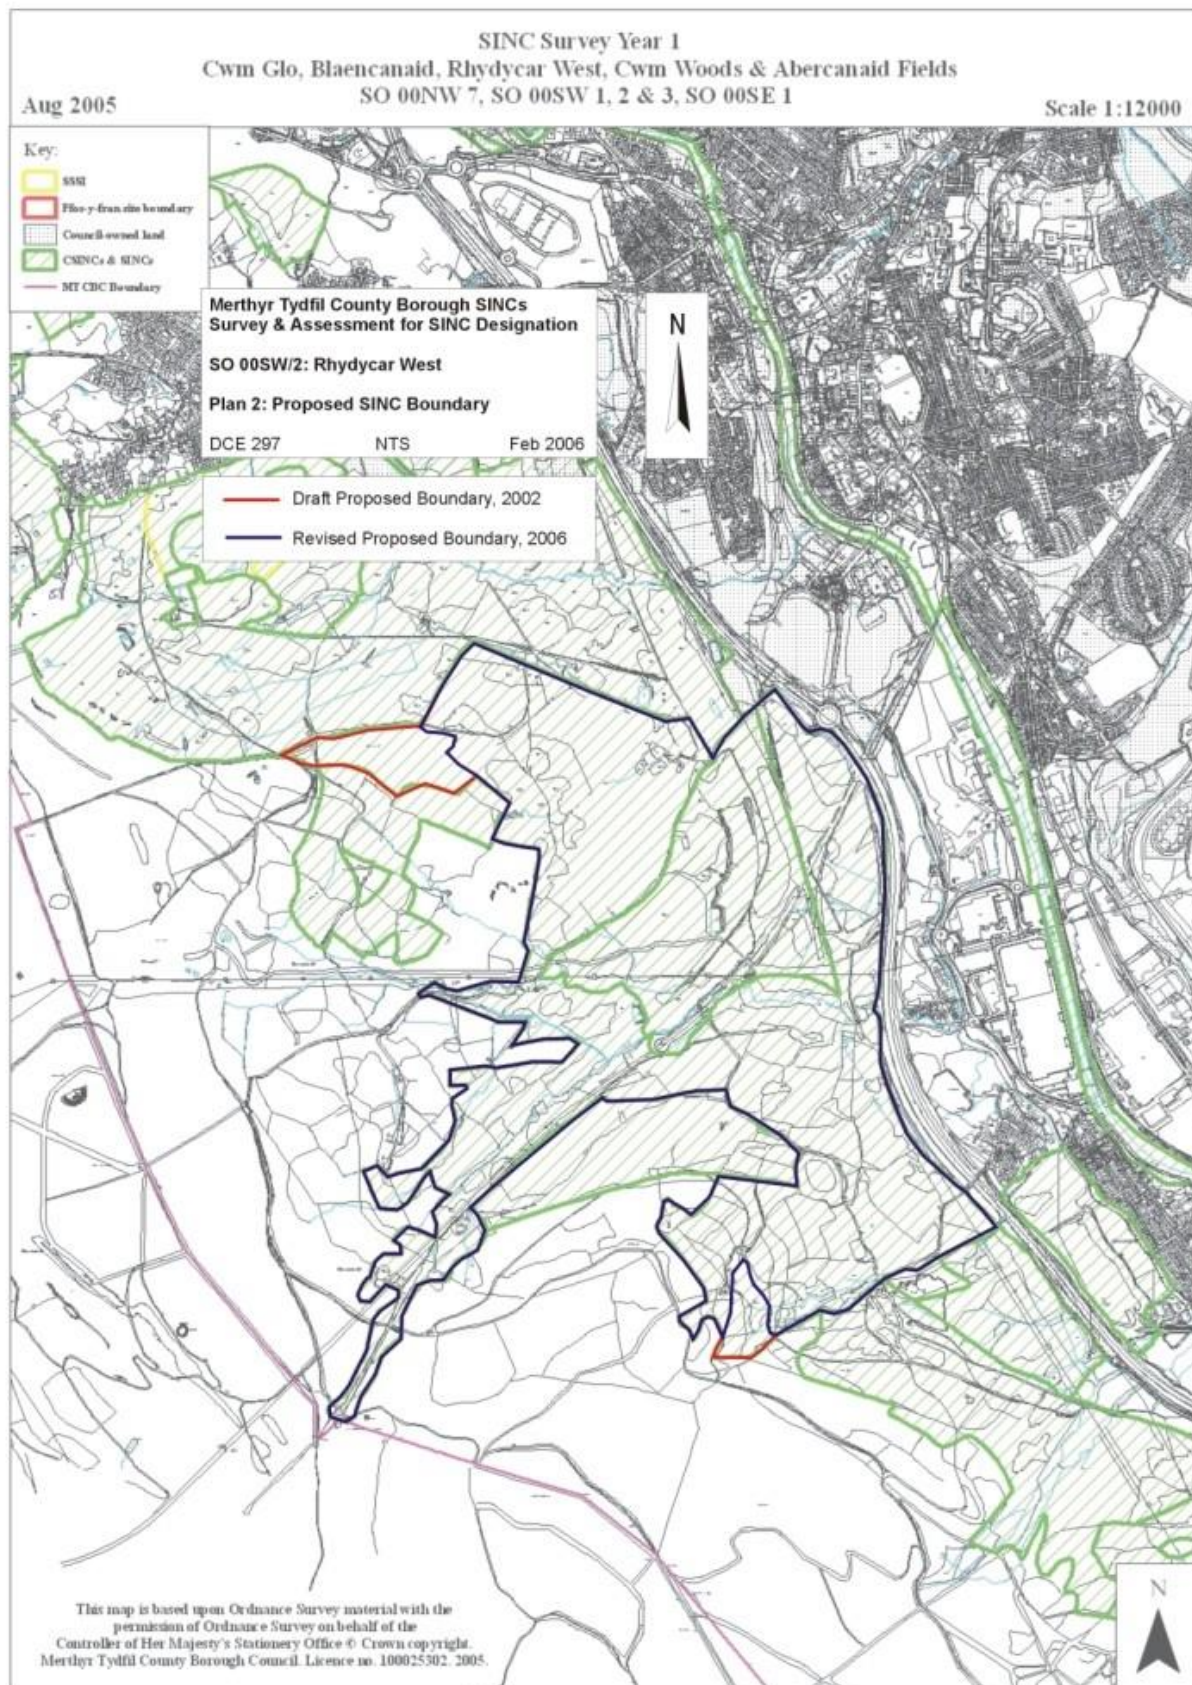 SINC Survey Year 1
Cwm Glo, Blaencanaid, Rhydycar West, Cwm Woods & Abercanaid Fields
SO 00NW 7, SO 00SW 1, 2 & 3, SO 00SE 1
Aug 2005
Scale 1:12000
Key:
SSSI
Ffos-y-fran site boundary
Council-owned land
CSINCs & SINCs
MTCBC Boundary
Merthyr Tydfil County Borough SINCs
Survey & Assessment for SINC Designation
SO 00SW/2: Rhydycar West
Plan 2: Proposed SINC Boundary
DCE 297 NTS Feb 2006
N
Draft Proposed Boundary, 2002
Revised Proposed Boundary, 2006
This map is based upon Ordnance Survey material with the
permission of Ordnance Survey on behalf of the
Controller of Her Majesty's Stationery Office © Crown copyright.
Merthyr Tydfil County Borough Council. Licence no. 100025302. 2005.
N